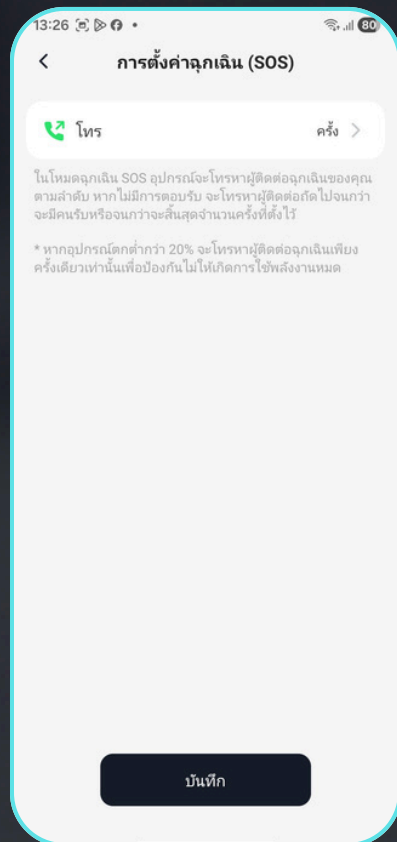 13:26
80
การตั้งค่าฉุกเฉิน (SOS)
โทร
ครั้ง
ในโหมดฉุกเฉิน SOS อุปกรณ์จะโทรหาผู้ติดต่อฉุกเฉินของคุณ
ตามลำดับ หากไม่มีการตอบรับ จะโทรหาผู้ติดต่อถัดไปจนกว่า
จะมีคนรับหรือจนกว่าจะสิ้นสุดจำนวนครั้งที่ตั้งไว้
* หากอุปกรณ์ตกต่ำกว่า 20% จะโทรหาผู้ติดต่อฉุกเฉินเพียง
ครั้งเดียวเท่านั้นเพื่อป้องกันไม่ให้เกิดการใช้พลังงานหมด
บันทึก